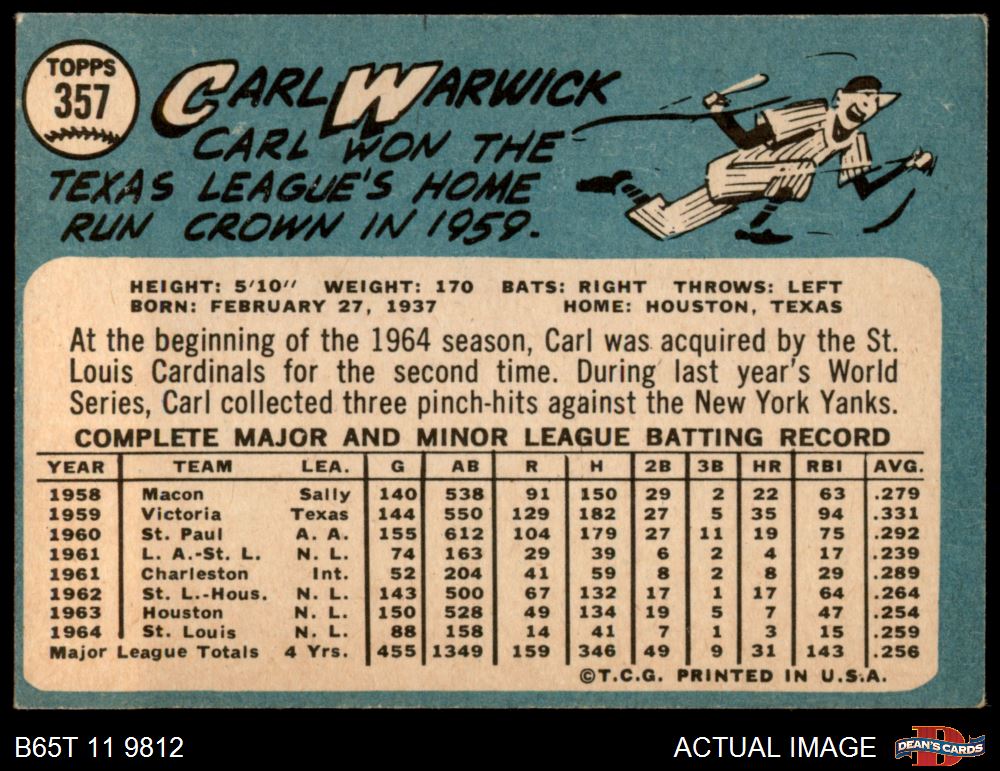 TOPPS
357
CARL WARWICK
CARL WON THE
TEXAS LEAGUE'S HOME
RUN CROWN IN 1959.
HEIGHT: 5'10" WEIGHT: 170 BATS: RIGHT THROWS: LEFT
BORN: FEBRUARY 27, 1937 HOME: HOUSTON, TEXAS
At the beginning of the 1964 season, Carl was acquired by the St.
Louis Cardinals for the second time. During last year's World
Series, Carl collected three pinch-hits against the New York Yanks.
COMPLETE MAJOR AND MINOR LEAGUE BATTING RECORD
YEAR TEAM LEA. G AB R H 2B 3B HR RBI AVG.
1958 Macon Sally 140 538 91 150 29 2 22 63 .279
1959 Victoria Texas 144 550 129 182 27 5 35 94 .331
1960 St. Paul A. A. 155 612 104 179 27 11 19 75 .292
1961 L. A.-St. L. N. L. 74 163 29 39 6 2 4 17 .239
1961 Charleston Int. 52 204 41 59 8 2 8 29 .289
1962 St. L.-Hous. N. L. 143 500 67 132 17 1 17 64 .264
1963 Houston N. L. 150 528 49 134 19 5 7 47 .254
1964 St. Louis N. L. 88 158 14 41 7 1 3 15 .259
Major League Totals 4 Yrs. 455 1349 159 346 49 9 31 143 .256
©T.C.G. PRINTED IN U.S.A.
B65T 11 9812
ACTUAL IMAGE
D
DEAN'S CARDS